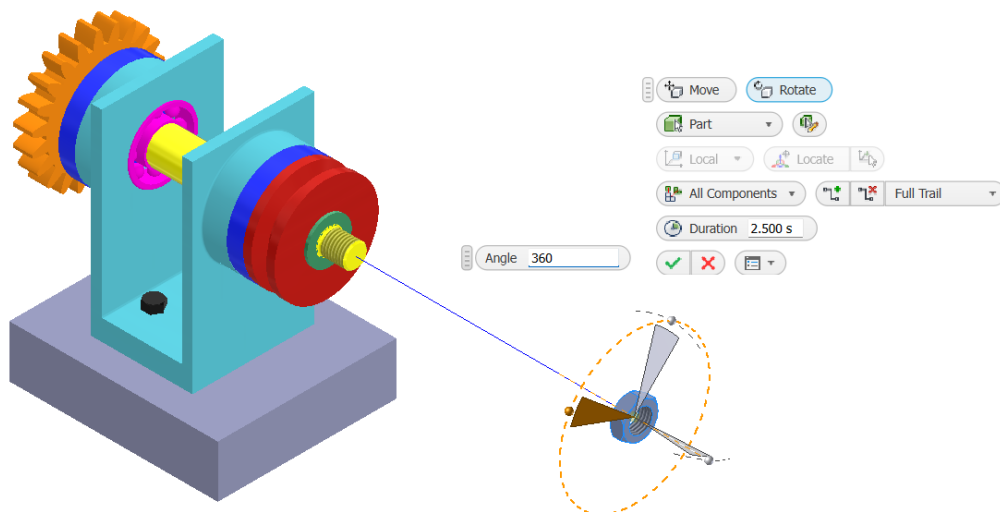 Move Rotate
Part
Local Locate
All Components Full Trail
Duration 2.500 s
Angle 360